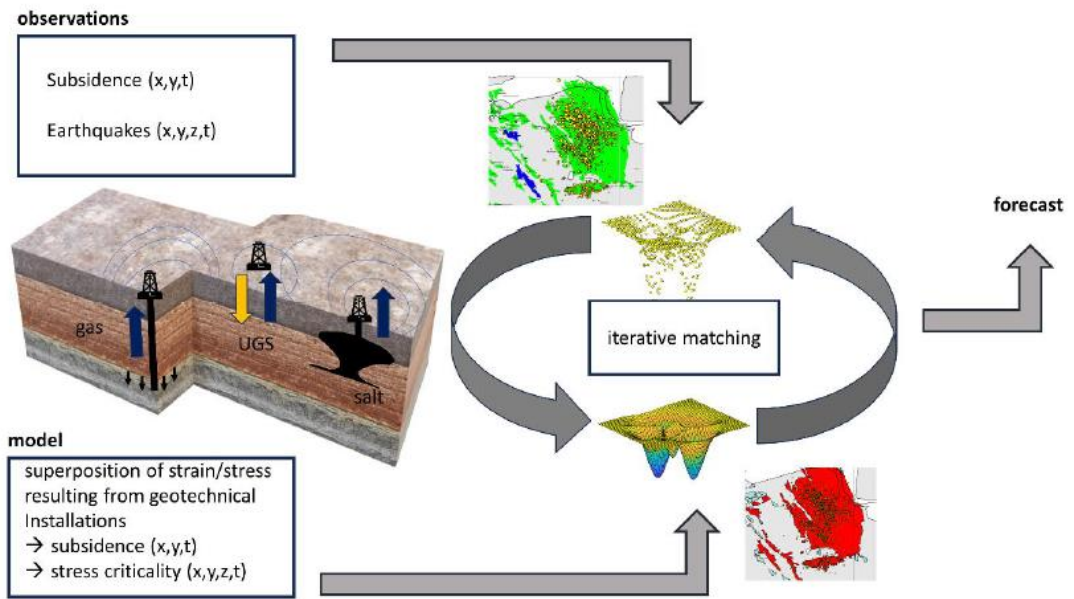 observations
Subsidence (x,y,t)
Earthquakes (x,y,z,t)
forecast
iterative matching
gas
UGS
salt
model
superposition of strain/stress
resulting from geotechnical
Installations
→ subsidence (x,y,t)
→ stress criticality (x,y,z,t)